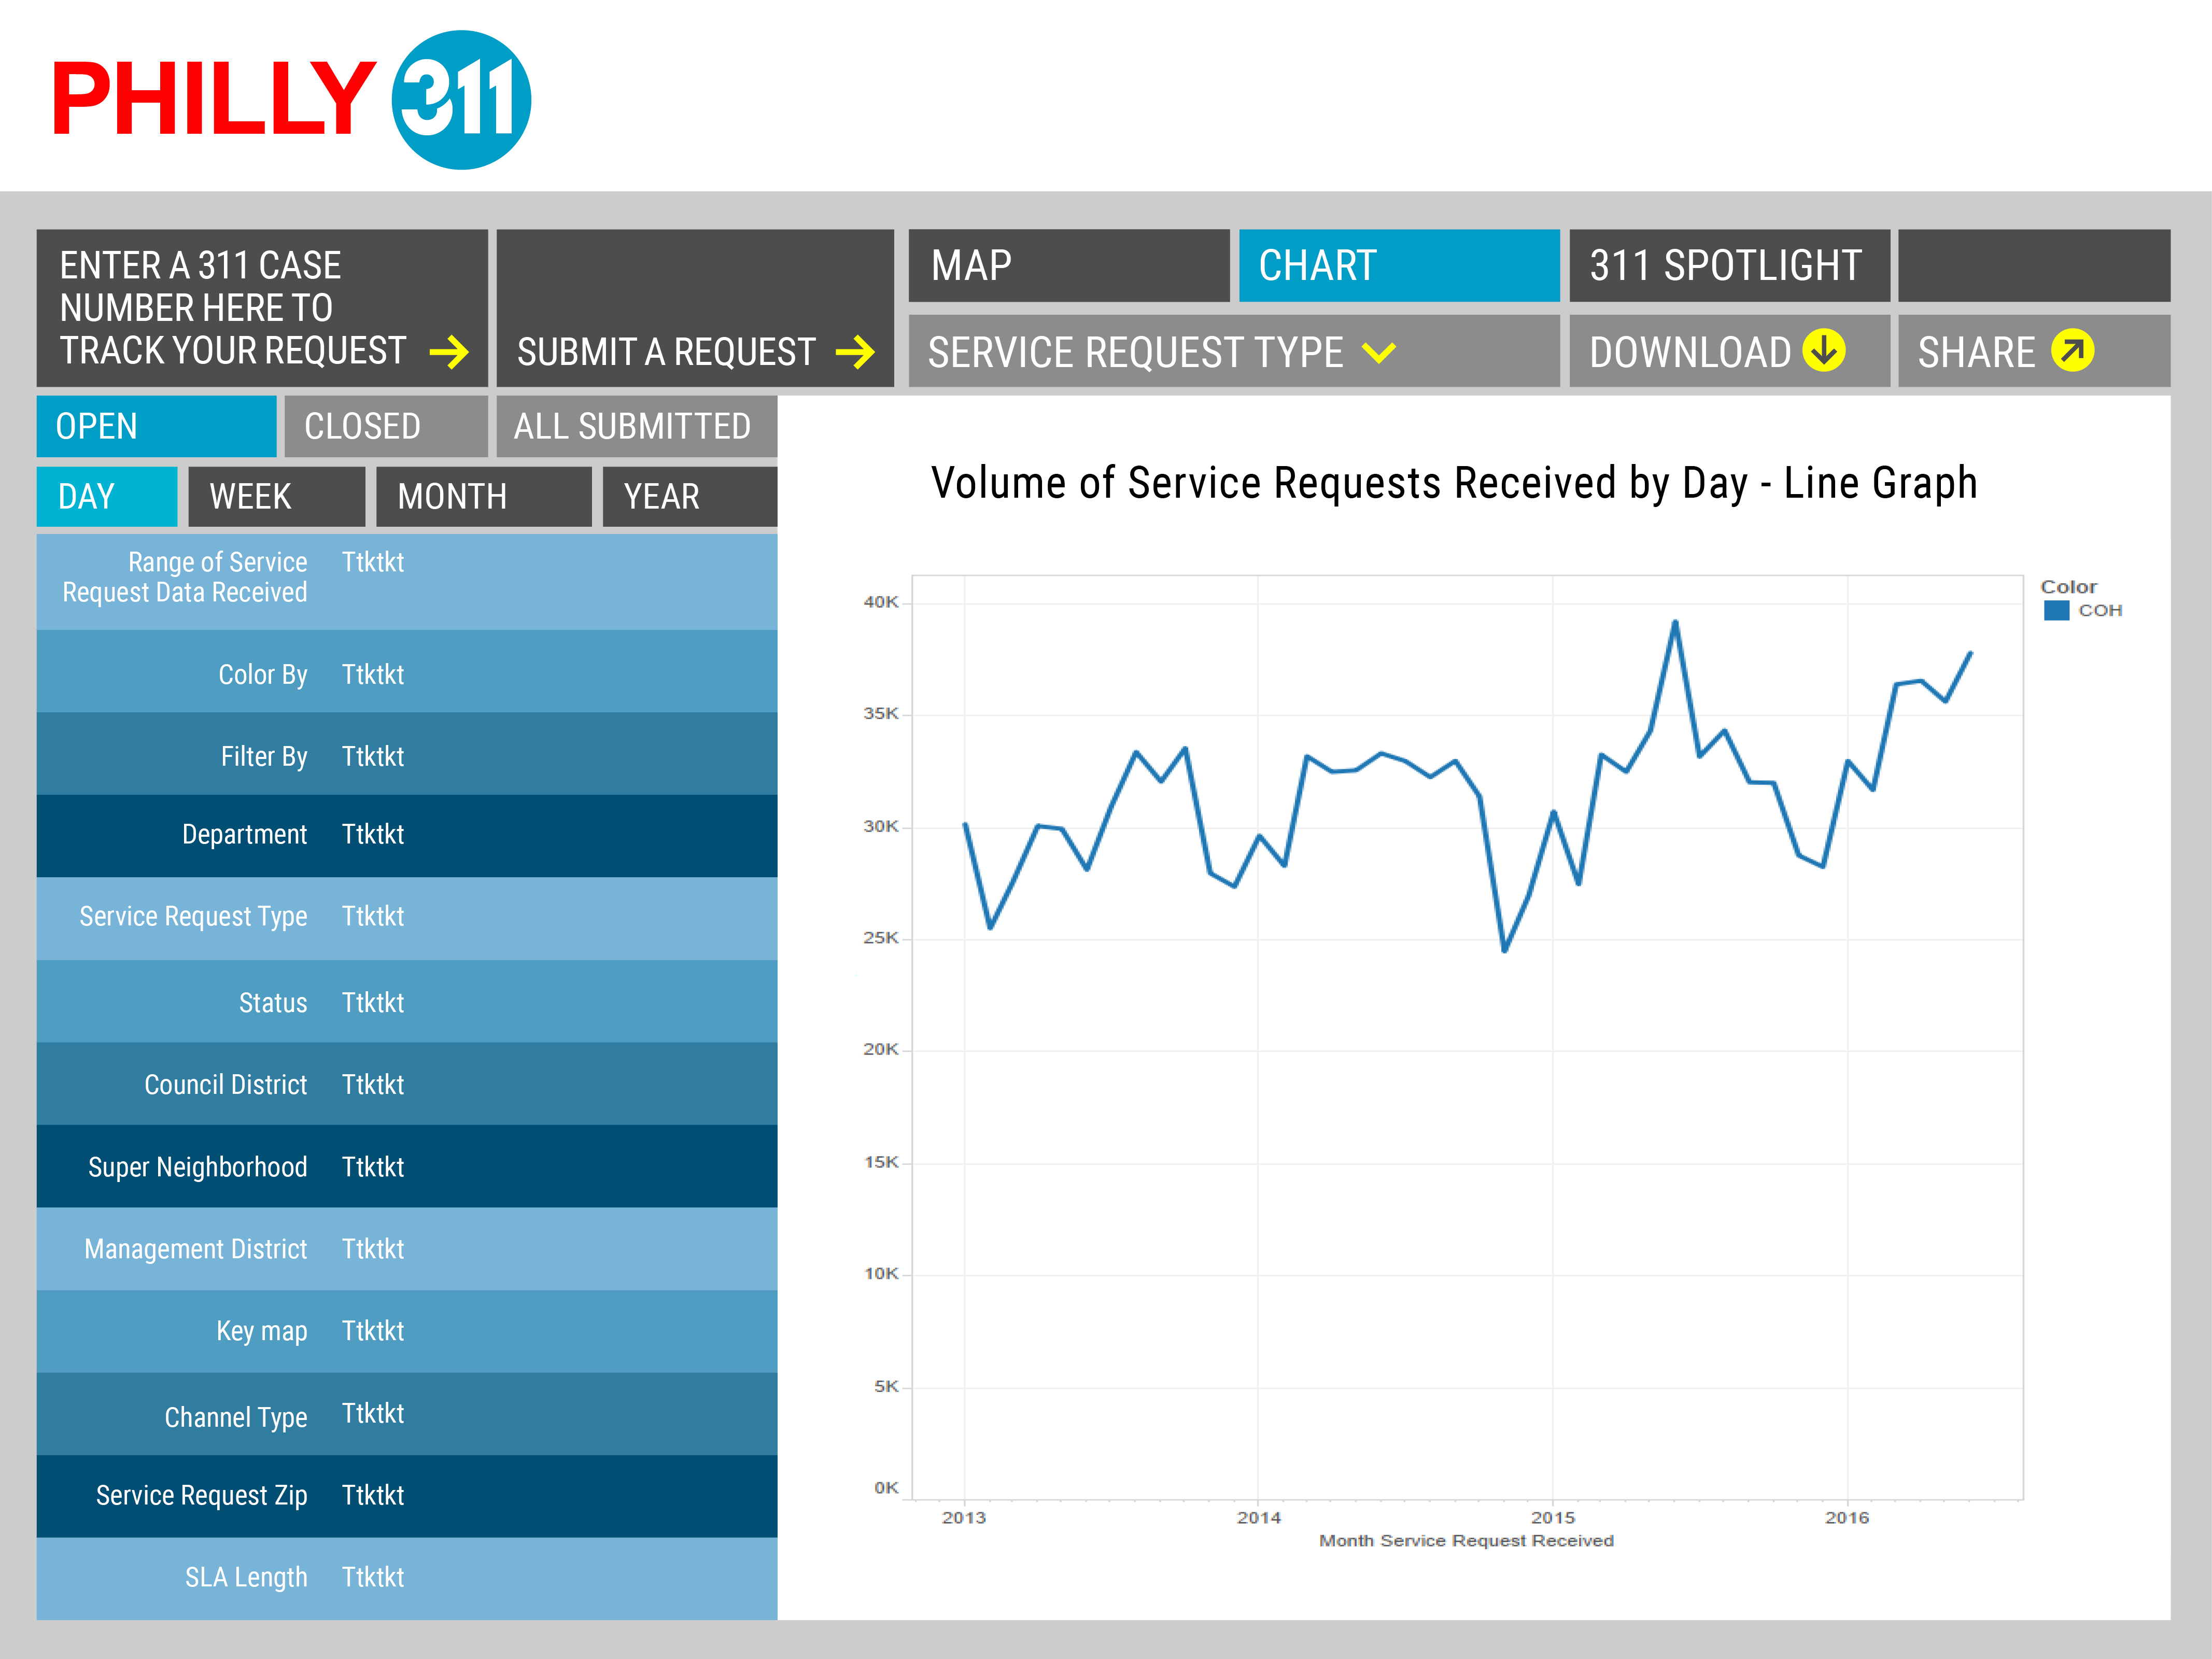 PHILLY 311
ENTER A 311 CASE
NUMBER HERE TO
TRACK YOUR REQUEST
SUBMIT A REQUEST
MAP
CHART
311 SPOTLIGHT
SERVICE REQUEST TYPE
DOWNLOAD
SHARE
OPEN
CLOSED
ALL SUBMITTED
DAY
WEEK
MONTH
YEAR
Range of Service Ttktkt
Request Data Received
Color By Ttktkt
Filter By Ttktkt
Department Ttktkt
Service Request Type Ttktkt
Status Ttktkt
Council District Ttktkt
Super Neighborhood Ttktkt
Management District Ttktkt
Key map Ttktkt
Channel Type Ttktkt
Service Request Zip Ttktkt
SLA Length Ttktkt
Volume of Service Requests Received by Day - Line Graph
Color
COH
40K
35K
30K
25K
20K
15K
10K
5K
0K
2013 2014 2015 2016
Month Service Request Received